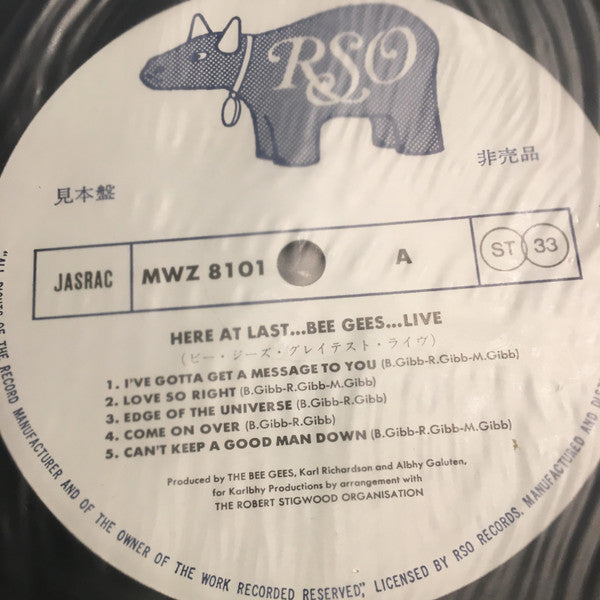 RSO
見本盤
非売品
JASRAC
MWZ 8101
A
ST 33
HERE AT LAST...BEE GEES...LIVE
(ビー・ジーズ・グレイテスト・ライヴ)
1. I'VE GOTTA GET A MESSAGE TO YOU (B.Gibb-R.Gibb-M.Gibb)
2. LOVE SO RIGHT (B.Gibb-R.Gibb-M.Gibb)
3. EDGE OF THE UNIVERSE (B.Gibb-R.Gibb)
4. COME ON OVER (B.Gibb-R.Gibb)
5. CAN'T KEEP A GOOD MAN DOWN (B.Gibb-R.Gibb-M.Gibb)
Produced by THE BEE GEES, Karl Richardson and Albhy Galuten,
for Karlbhy Productions by arrangement with
THE ROBERT STIGWOOD ORGANISATION
"ALL RIGHTS OF THE RECORD MANUFACTURER AND OF THE OWNER OF THE WORK RECORDED RESERVED", LICENSED BY RSO RECORDS. MANUFACTURED AND